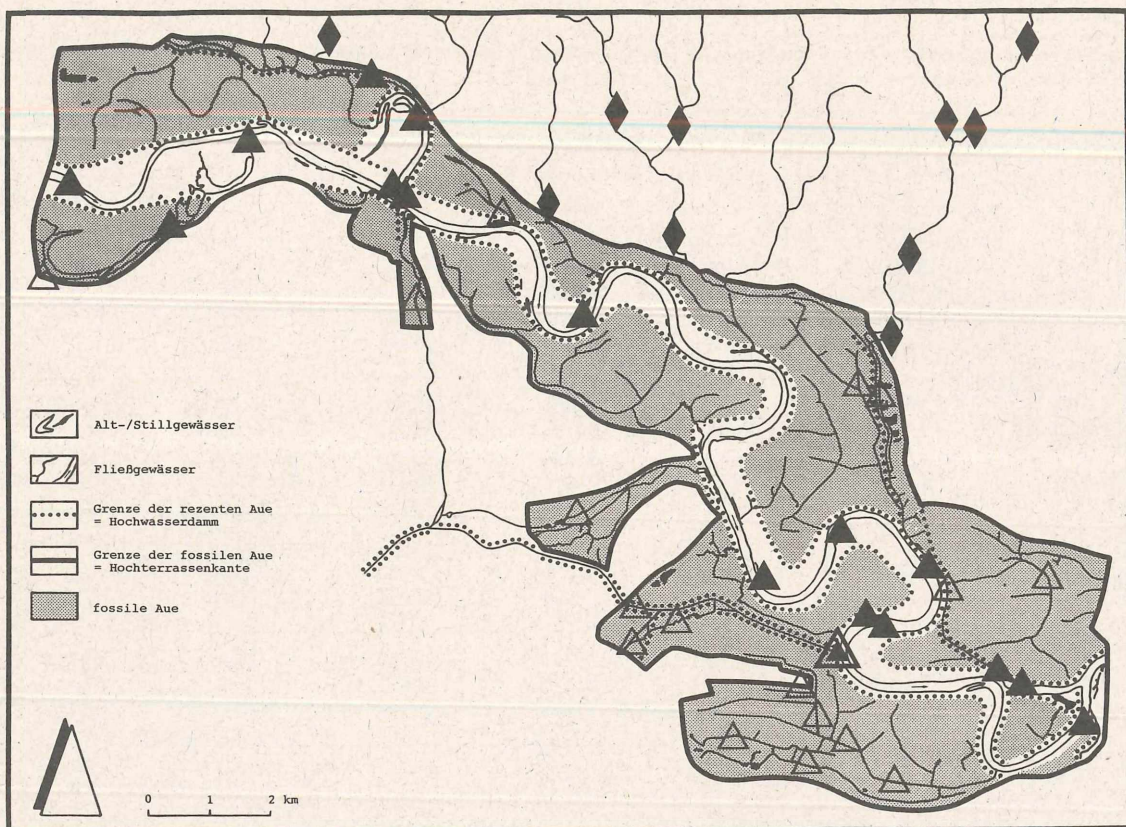 Alt-/Stillgewässer
Fließgewässer
Grenze der rezenten Aue
= Hochwasserdamm
Grenze der fossilen Aue
= Hochterrassenkante
fossile Aue
0 1 2 km